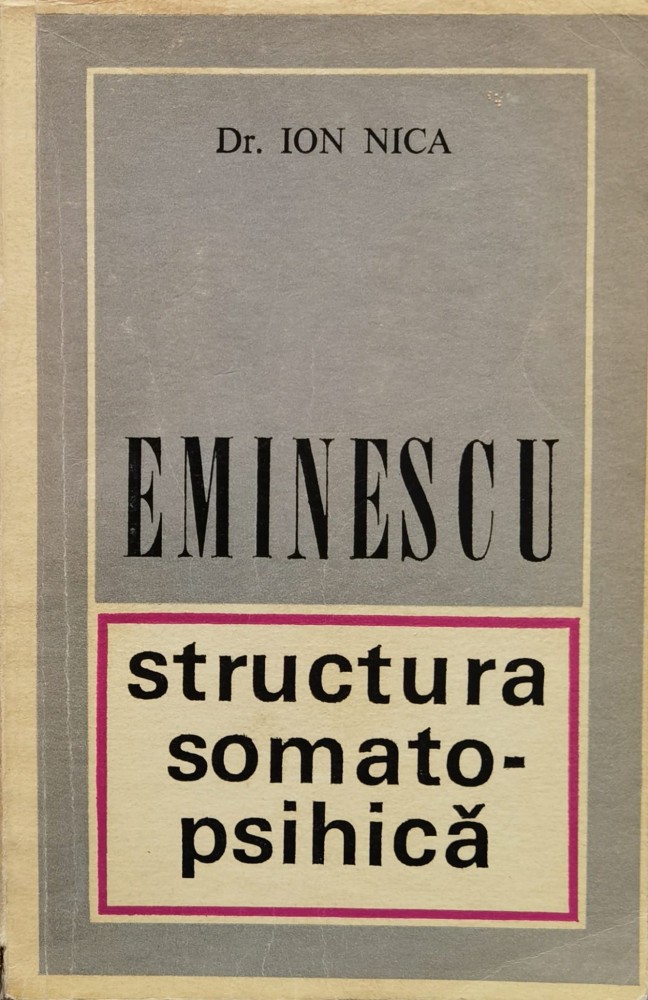 Dr. ION NICA
EMINESCU
structura
somato-
psihică